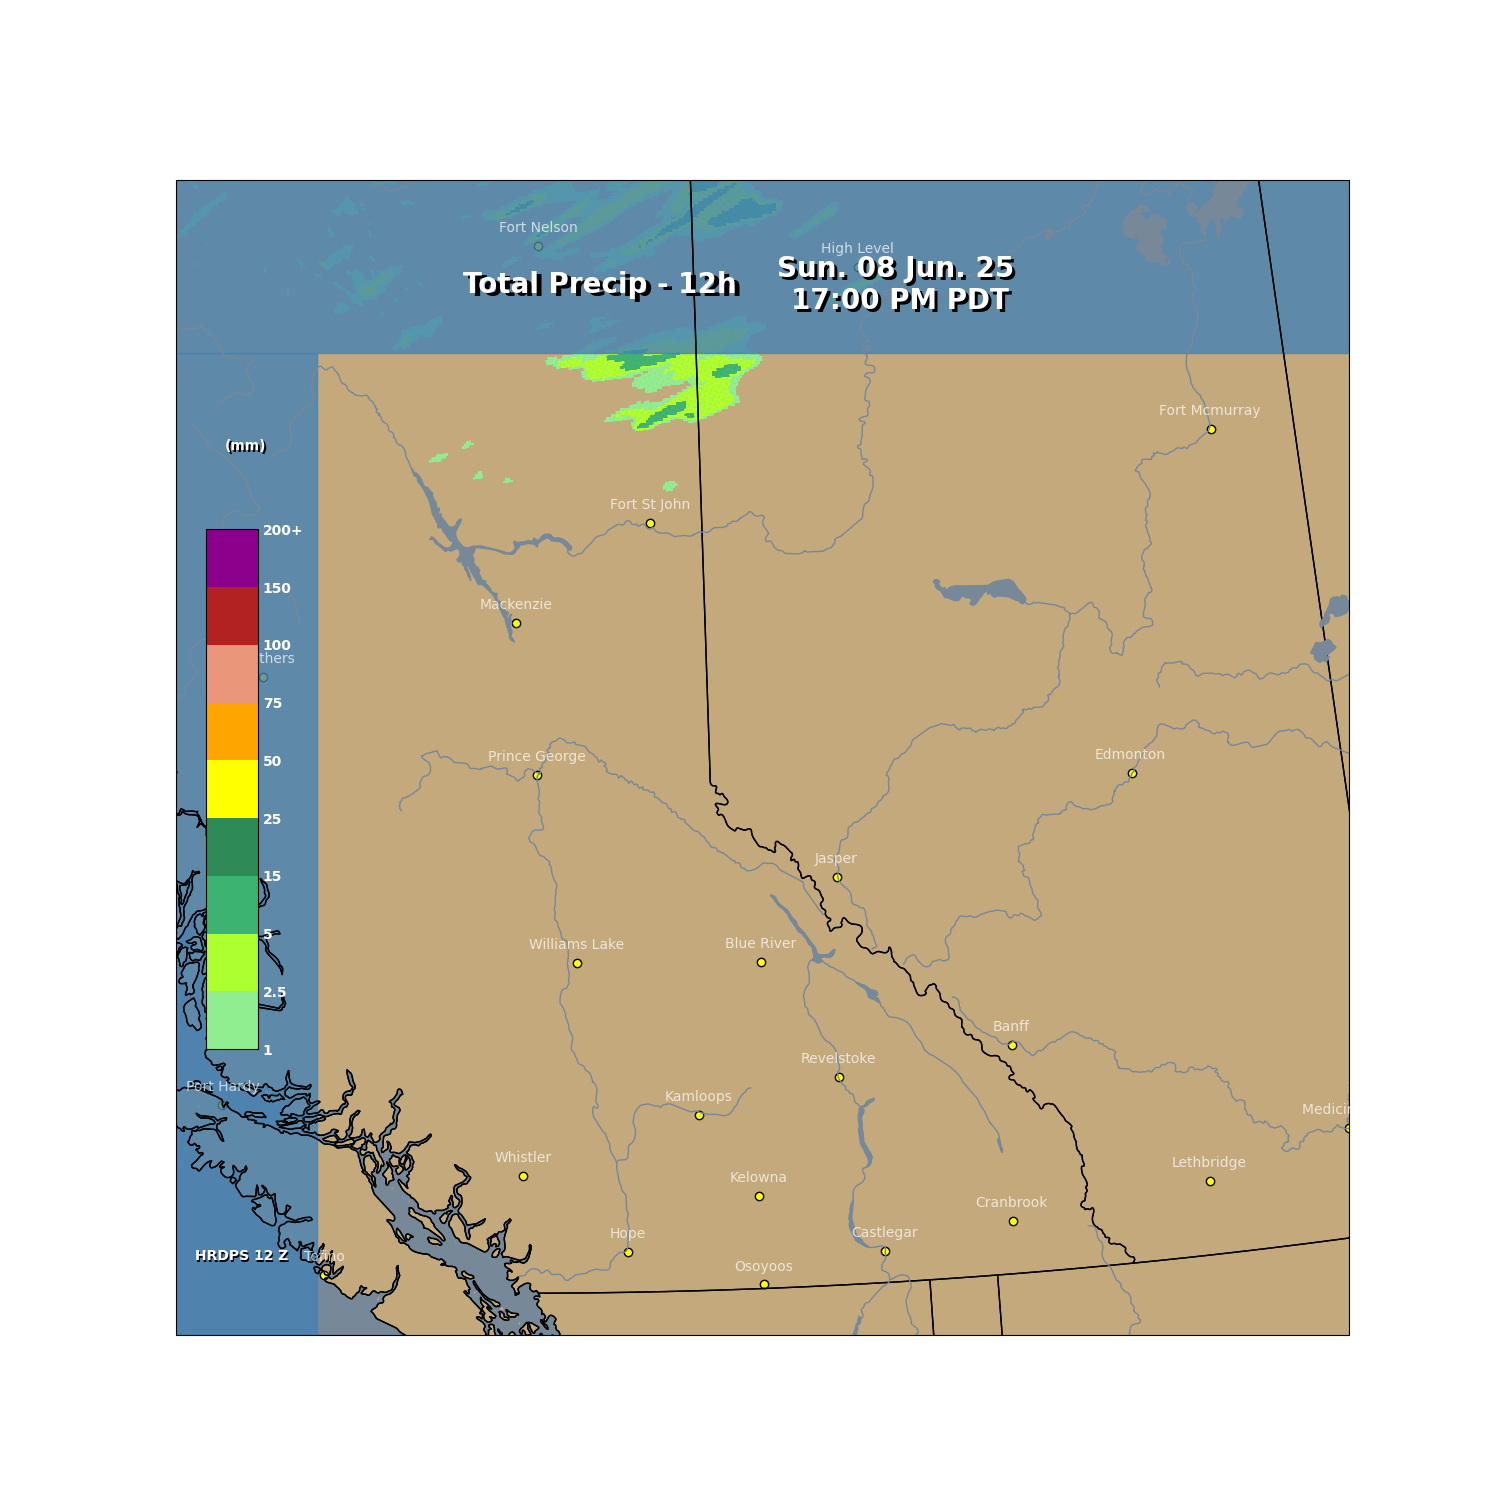 Fort Nelson
High Level
Total Precip - 12h
Sun. 08 Jun. 25
17:00 PM PDT
Fort Mcmurray
(mm)
Fort St John
200+
150
100
75
50
25
15
5
2.5
1
Mackenzie
thers
Prince George
Edmonton
Jasper
Williams Lake
Blue River
Banff
Revelstoke
Port Hardy
Kamloops
Medicin
Whistler
Lethbridge
Kelowna
Cranbrook
Hope
Castlegar
HRDPS 12 Z
Tofino
Osoyoos